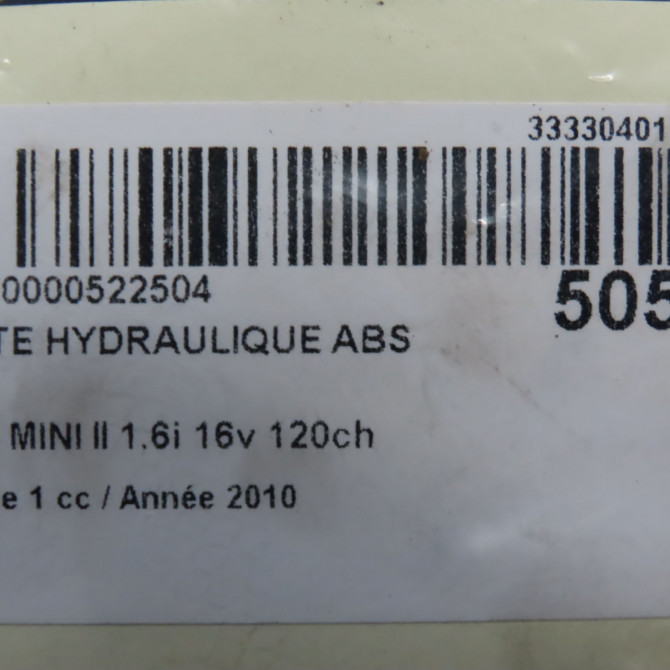 33330401
0000522504
505
TE HYDRAULIQUE ABS
MINI II 1.6i 16v 120ch
e 1 cc / Année 2010